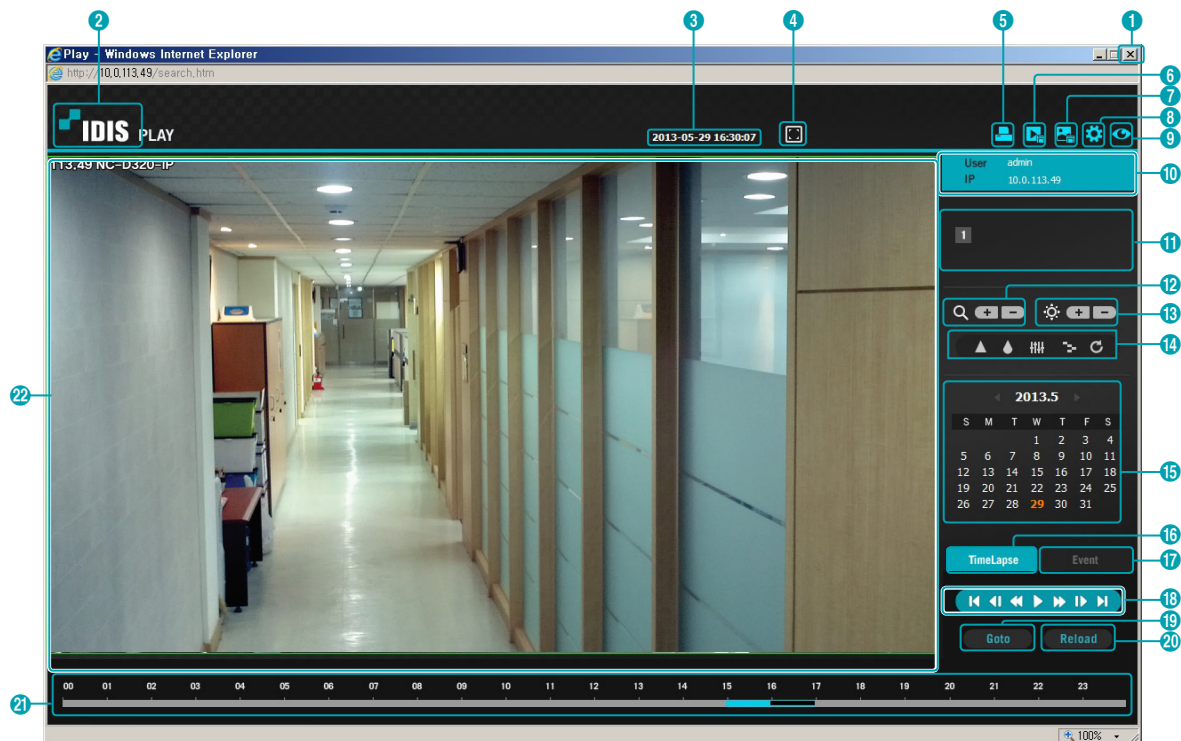 2
3
4
5
1
Play - Windows Internet Explorer
http://10.0.113.49/search.htm
6
7
8
9
IDIS PLAY
2013-05-29 16:30:07
113.49 NC-D320-IP
User admin
IP 10.0.113.49
10
1
11
12
13
14
22
2013.5
S M T W T F S
1 2 3 4
5 6 7 8 9 10 11
12 13 14 15 16 17 18
19 20 21 22 23 24 25
26 27 28 29 30 31
15
16
TimeLapse
Event
17
18
19
Goto
Reload
20
00 01 02 03 04 05 06 07 08 09 10 11 12 13 14 15 16 17 18 19 20 21 22 23
21
100%